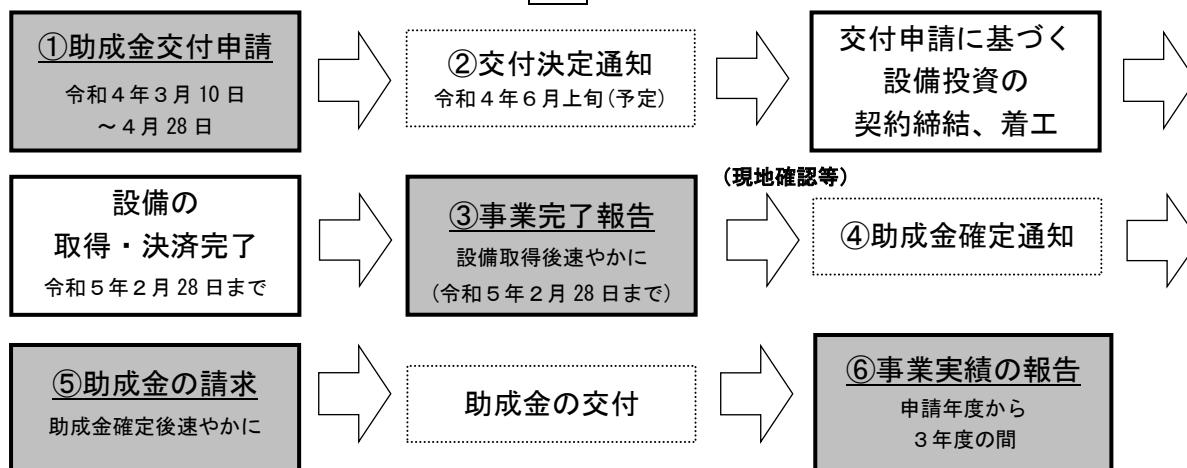 ①助成金交付申請
令和４年３月 10 日
～４月 28 日
②交付決定通知
令和４年６月上旬(予定)
交付申請に基づく
設備投資の
契約締結、着工
設備の
取得・決済完了
令和５年２月 28 日まで
③事業完了報告
設備取得後速やかに
(令和５年２月 28 日まで)
（現地確認等）
④助成金確定通知
⑤助成金の請求
助成金確定後速やかに
助成金の交付
⑥事業実績の報告
申請年度から
３年度の間